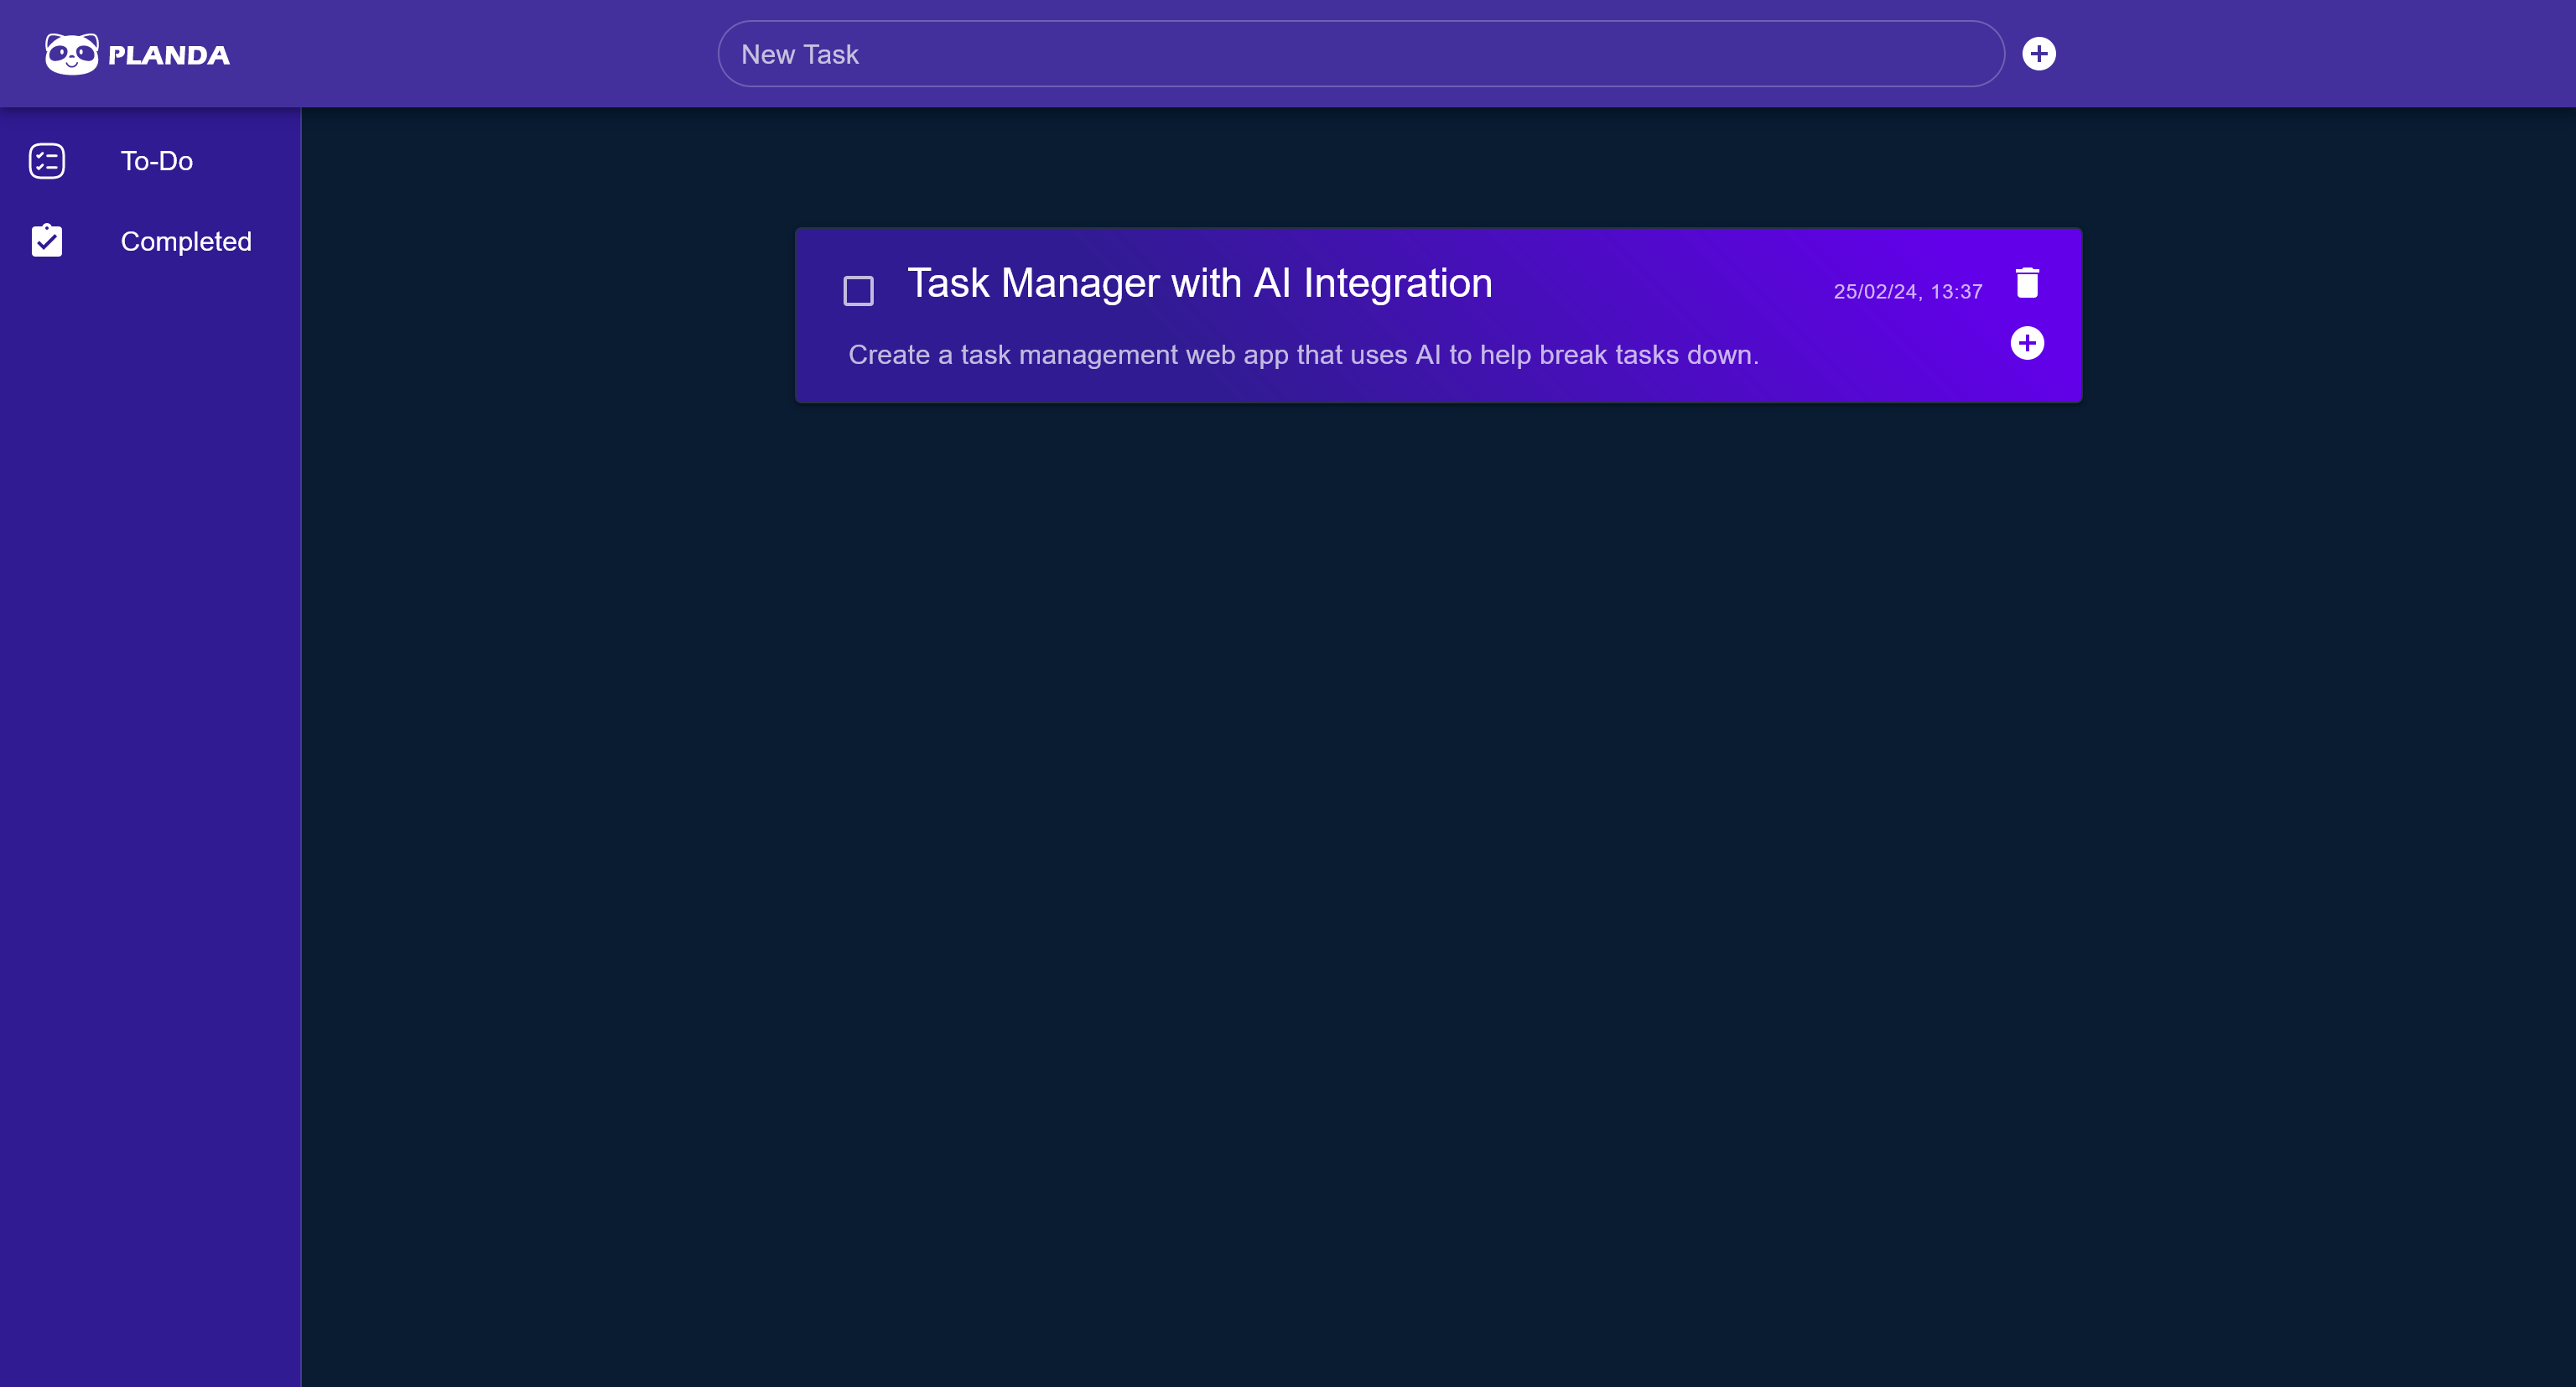 PLANDA
New Task
To-Do
Completed
Task Manager with AI Integration
25/02/24, 13:37
Create a task management web app that uses AI to help break tasks down.